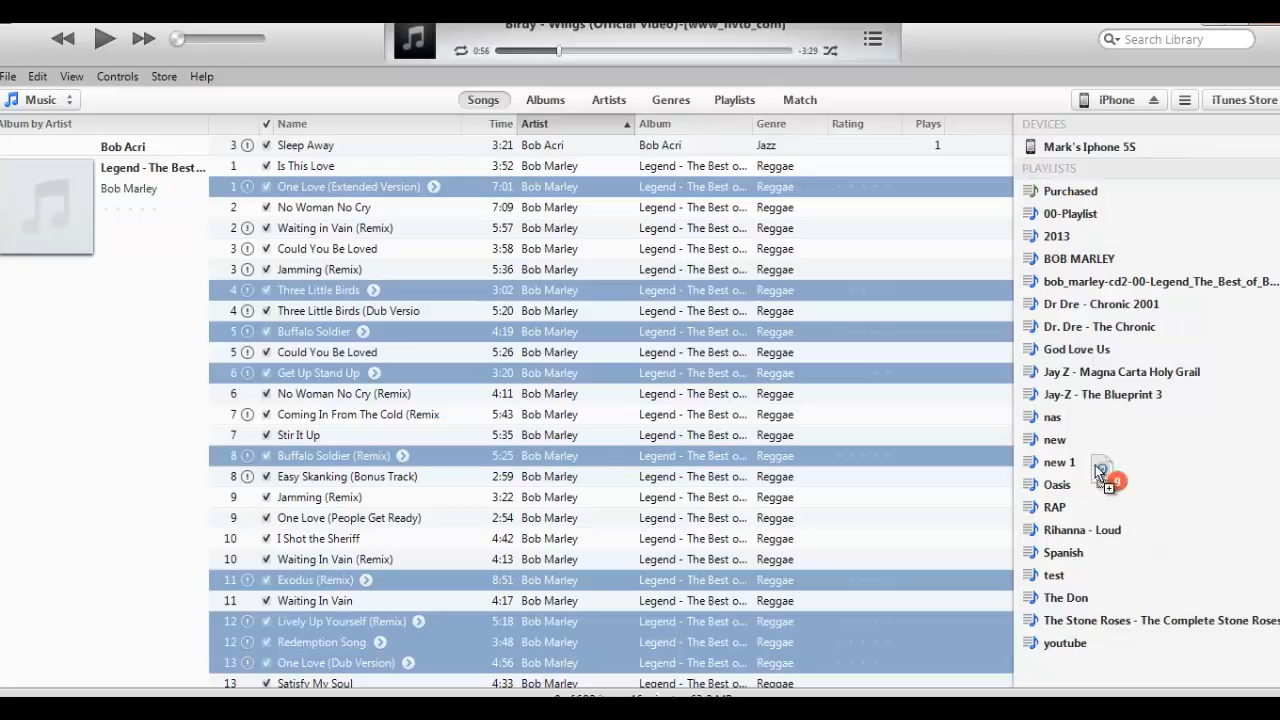 Birdy - Wings (Official Video)-[www_flvto_com]
0:56 -3:29
Search Library
File Edit View Controls Store Help
Music Songs Albums Artists Genres Playlists Match iPhone iTunes Store
Album by Artist
✔ Name Time Artist Album Genre Rating Plays
Bob Acri
Legend - The Best...
Bob Marley
3 Sleep Away 3:21 Bob Acri Bob Acri Jazz 1
1 Is This Love 3:52 Bob Marley Legend - The Best o... Reggae
1 One Love (Extended Version) 7:01 Bob Marley Legend - The Best o... Reggae
2 No Woman No Cry 7:09 Bob Marley Legend - The Best o... Reggae
2 Waiting in Vain (Remix) 5:57 Bob Marley Legend - The Best o... Reggae
3 Could You Be Loved 3:58 Bob Marley Legend - The Best o... Reggae
3 Jamming (Remix) 5:36 Bob Marley Legend - The Best o... Reggae
4 Three Little Birds 3:02 Bob Marley Legend - The Best o... Reggae
4 Three Little Birds (Dub Versio 5:20 Bob Marley Legend - The Best o... Reggae
5 Buffalo Soldier 4:19 Bob Marley Legend - The Best o... Reggae
5 Could You Be Loved 5:26 Bob Marley Legend - The Best o... Reggae
6 Get Up Stand Up 3:20 Bob Marley Legend - The Best o... Reggae
6 No Woman No Cry (Remix) 4:11 Bob Marley Legend - The Best o... Reggae
7 Coming In From The Cold (Remix 5:43 Bob Marley Legend - The Best o... Reggae
7 Stir It Up 5:35 Bob Marley Legend - The Best o... Reggae
8 Buffalo Soldier (Remix) 5:25 Bob Marley Legend - The Best o... Reggae
8 Easy Skanking (Bonus Track) 2:59 Bob Marley Legend - The Best o... Reggae
9 Jamming (Remix) 3:22 Bob Marley Legend - The Best o... Reggae
9 One Love (People Get Ready) 2:54 Bob Marley Legend - The Best o... Reggae
10 I Shot the Sheriff 4:42 Bob Marley Legend - The Best o... Reggae
10 Waiting In Vain (Remix) 4:13 Bob Marley Legend - The Best o... Reggae
11 Exodus (Remix) 8:51 Bob Marley Legend - The Best o... Reggae
11 Waiting In Vain 4:17 Bob Marley Legend - The Best o... Reggae
12 Lively Up Yourself (Remix) 5:18 Bob Marley Legend - The Best o... Reggae
12 Redemption Song 3:48 Bob Marley Legend - The Best o... Reggae
13 One Love (Dub Version) 4:56 Bob Marley Legend - The Best o... Reggae
13 Satisfy My Soul 4:33 Bob Marley Legend - The Best o... Reggae
DEVICES
Mark's Iphone 5S
PLAYLISTS
Purchased
00-Playlist
2013
BOB MARLEY
bob_marley-cd2-00-Legend_The_Best_of_B...
Dr Dre - Chronic 2001
Dr. Dre - The Chronic
God Love Us
Jay Z - Magna Carta Holy Grail
Jay-Z - The Blueprint 3
nas
new
new 1
9
Oasis
RAP
Rihanna - Loud
Spanish
test
The Don
The Stone Roses - The Complete Stone Roses
youtube